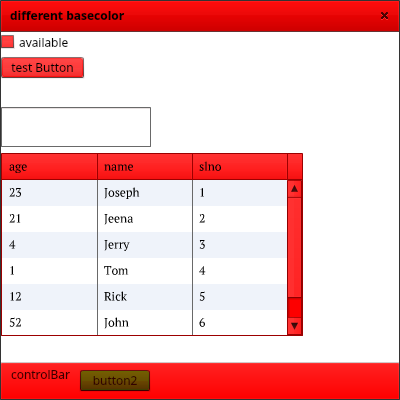 different basecolor ×
available
test Button
age name slno
23 Joseph 1
21 Jeena 2
4 Jerry 3
1 Tom 4
12 Rick 5
52 John 6
controlBar button2